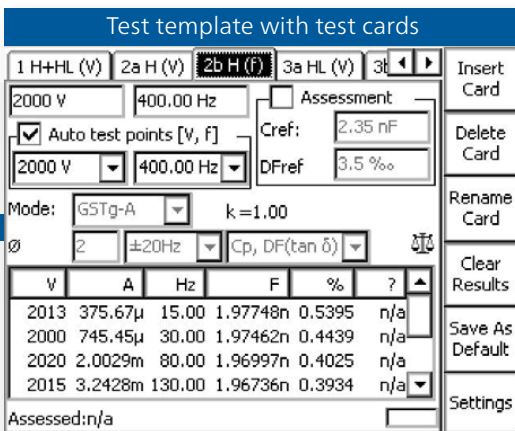 Test template with test cards
1 H+HL (V) 2a H (V) 2b H (f) 3a HL (V) 3b
2000 V 400.00 Hz Assessment
Auto test points [V, f] Cref: 2.35 nF
2000 V 400.00 Hz DFref 3.5 ‰
Mode: GSTg-A k=1.00
Ø 2 ±20Hz Cp, DF(tan δ)
V A Hz F % ?
2013 375.67µ 15.00 1.97748n 0.5395 n/a
2000 745.45µ 30.00 1.97462n 0.4439 n/a
2020 2.0029m 80.00 1.96997n 0.4025 n/a
2015 3.2428m 130.00 1.96736n 0.3934 n/a
Assessed:n/a
Insert
Card
Delete
Card
Rename
Card
Clear
Results
Save As
Default
Settings